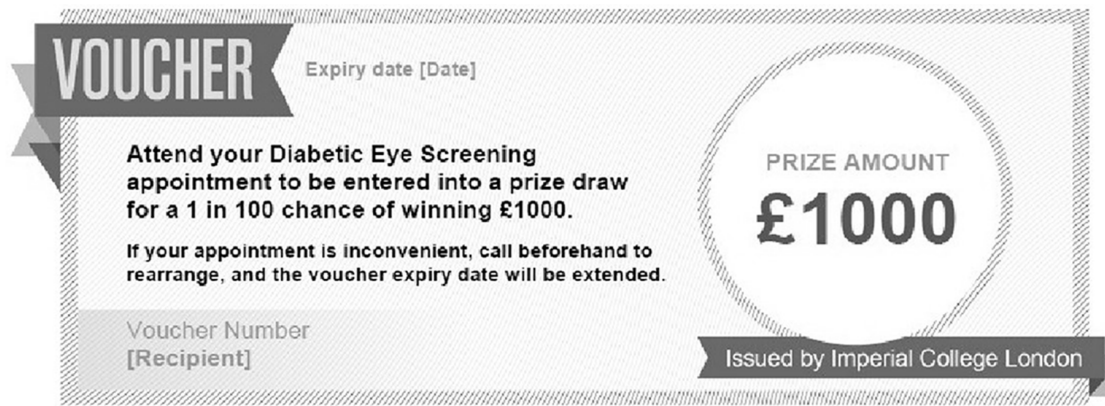 VOUCHER
Expiry date [Date]
Attend your Diabetic Eye Screening
appointment to be entered into a prize draw
for a 1 in 100 chance of winning £1000.
If your appointment is inconvenient, call beforehand to
rearrange, and the voucher expiry date will be extended.
Voucher Number
[Recipient]
PRIZE AMOUNT
£1000
Issued by Imperial College London